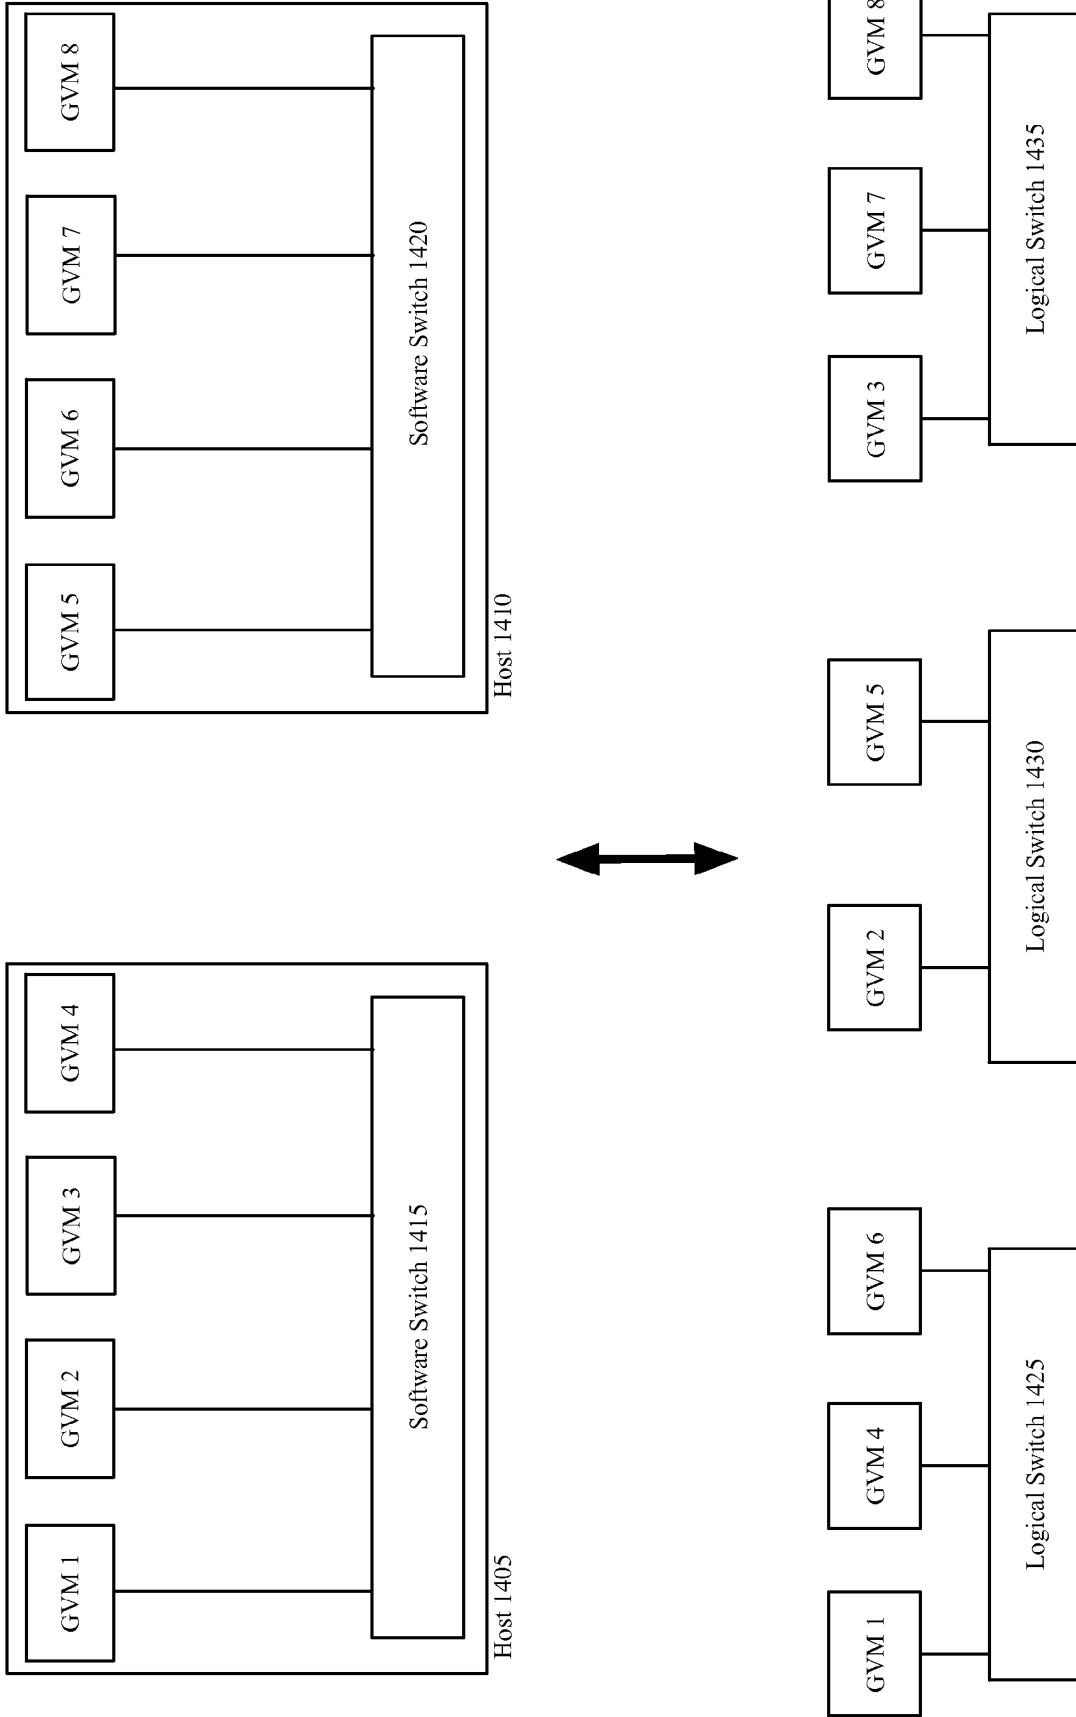 GVM 1
GVM 2
GVM 3
GVM 4
Software Switch 1415
Host 1405
GVM 5
GVM 6
GVM 7
GVM 8
Software Switch 1420
Host 1410
GVM 1
GVM 4
GVM 6
Logical Switch 1425
GVM 2
GVM 5
Logical Switch 1430
GVM 3
GVM 7
GVM 8
Logical Switch 1435